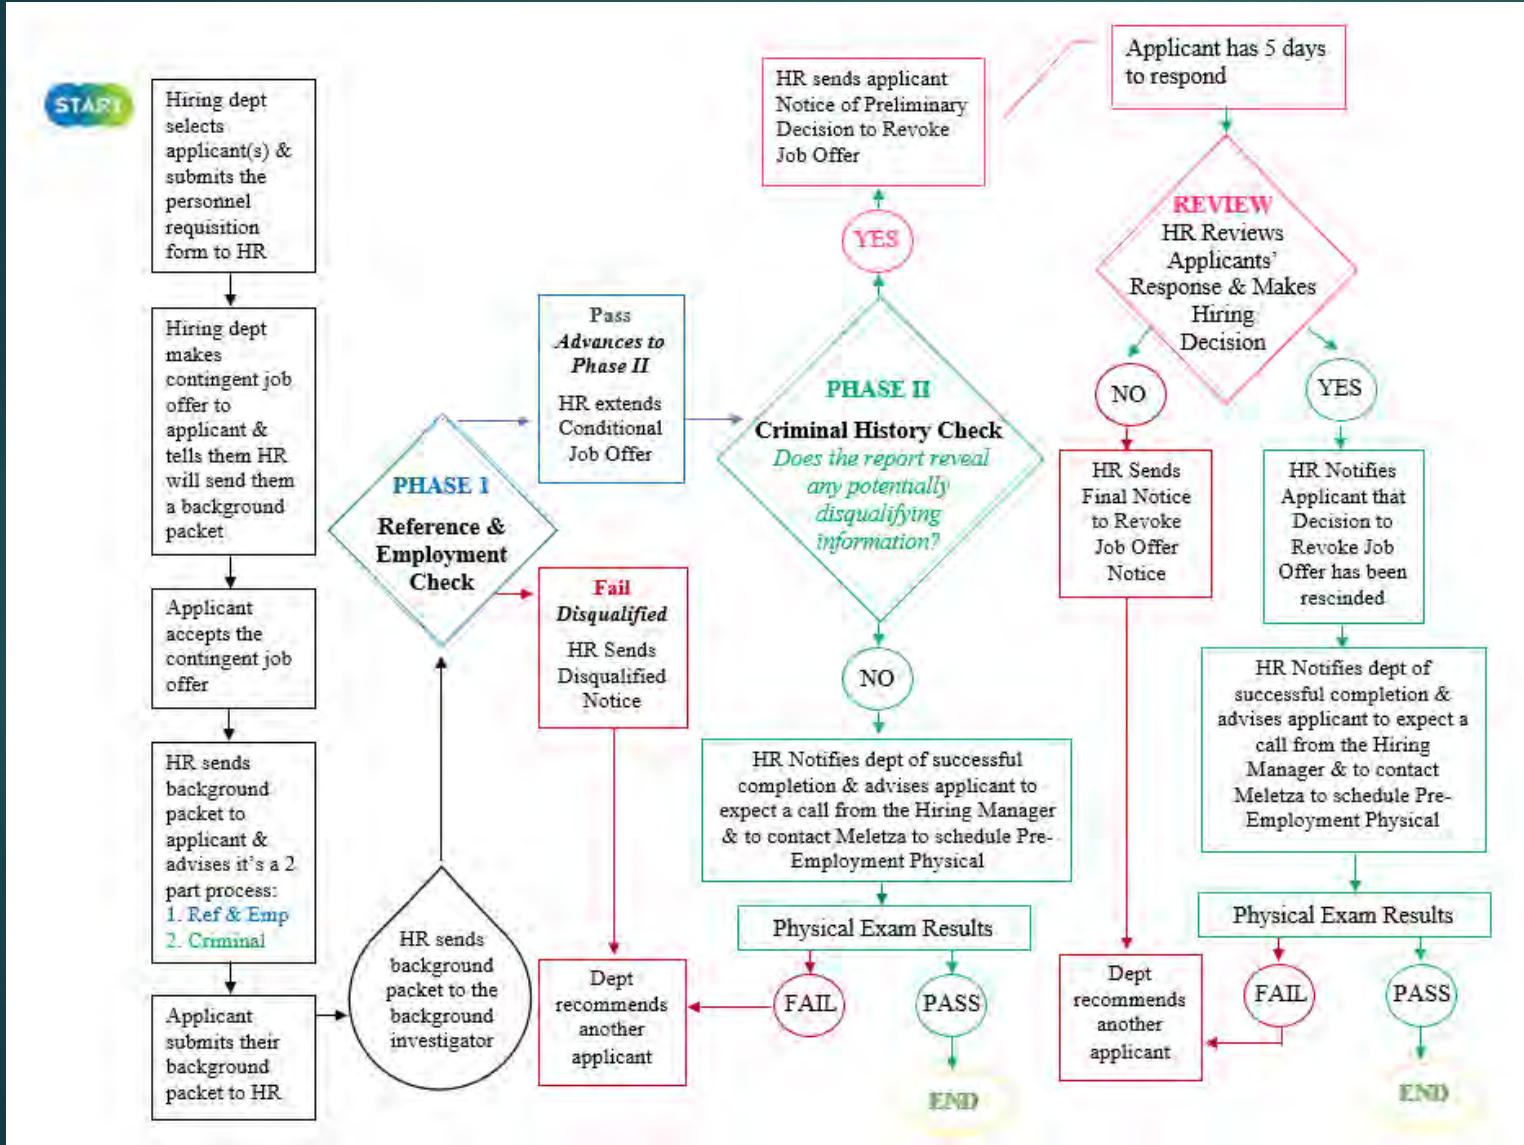 START
Hiring dept
selects
applicant(s) &
submits the
personnel
requisition
form to HR
Hiring dept
makes
contingent job
offer to
applicant &
tells them HR
will send them
a background
packet
Applicant
accepts the
contingent job
offer
HR sends
background
packet to
applicant &
advises it's a 2
part process:
1. Ref & Emp
2. Criminal
Applicant
submits their
background
packet to HR
HR sends
background
packet to the
background
investigator
PHASE I
Reference &
Employment
Check
Pass
Advances to
Phase II
HR extends
Conditional
Job Offer
Fail
Disqualified
HR Sends
Disqualified
Notice
Dept
recommends
another
applicant
PHASE II
Criminal History Check
Does the report reveal
any potentially
disqualifying
information?
YES
HR sends applicant
Notice of Preliminary
Decision to Revoke
Job Offer
NO
HR Notifies dept of successful
completion & advises applicant to
expect a call from the Hiring Manager
& to contact Meletza to schedule Pre-
Employment Physical
Physical Exam Results
FAIL
PASS
END
Applicant has 5 days
to respond
REVIEW
HR Reviews
Applicants'
Response & Makes
Hiring
Decision
NO
HR Sends
Final Notice
to Revoke
Job Offer
Notice
Dept
recommends
another
applicant
YES
HR Notifies
Applicant that
Decision to
Revoke Job
Offer has been
rescinded
HR Notifies dept of
successful completion &
advises applicant to expect a
call from the Hiring
Manager & to contact
Meletza to schedule Pre-
Employment Physical
Physical Exam Results
FAIL
PASS
END